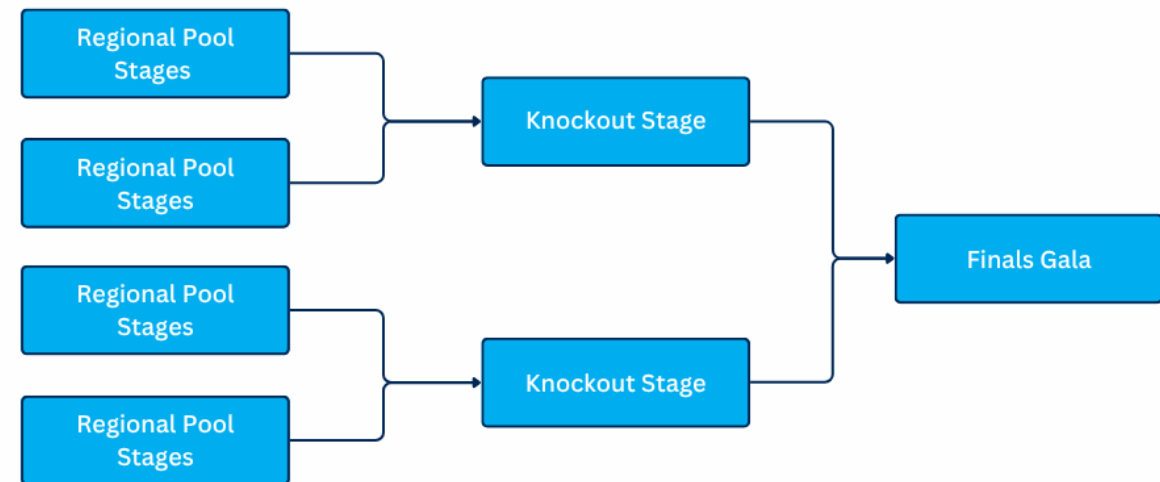 Regional Pool
Stages
Regional Pool
Stages
Regional Pool
Stages
Regional Pool
Stages
Knockout Stage
Knockout Stage
Finals Gala